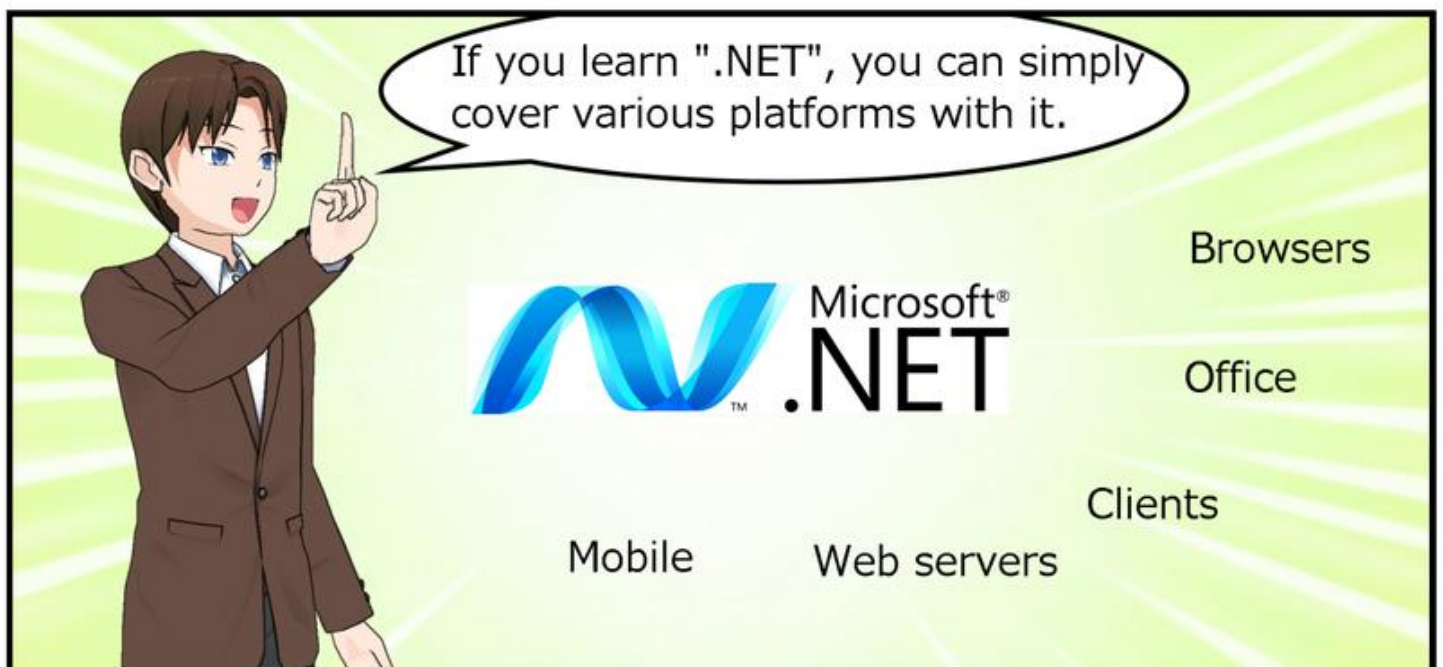 If you learn ".NET", you can simply
cover various platforms with it.
Browsers
Microsoft®
.NET
™
Office
Clients
Mobile
Web servers